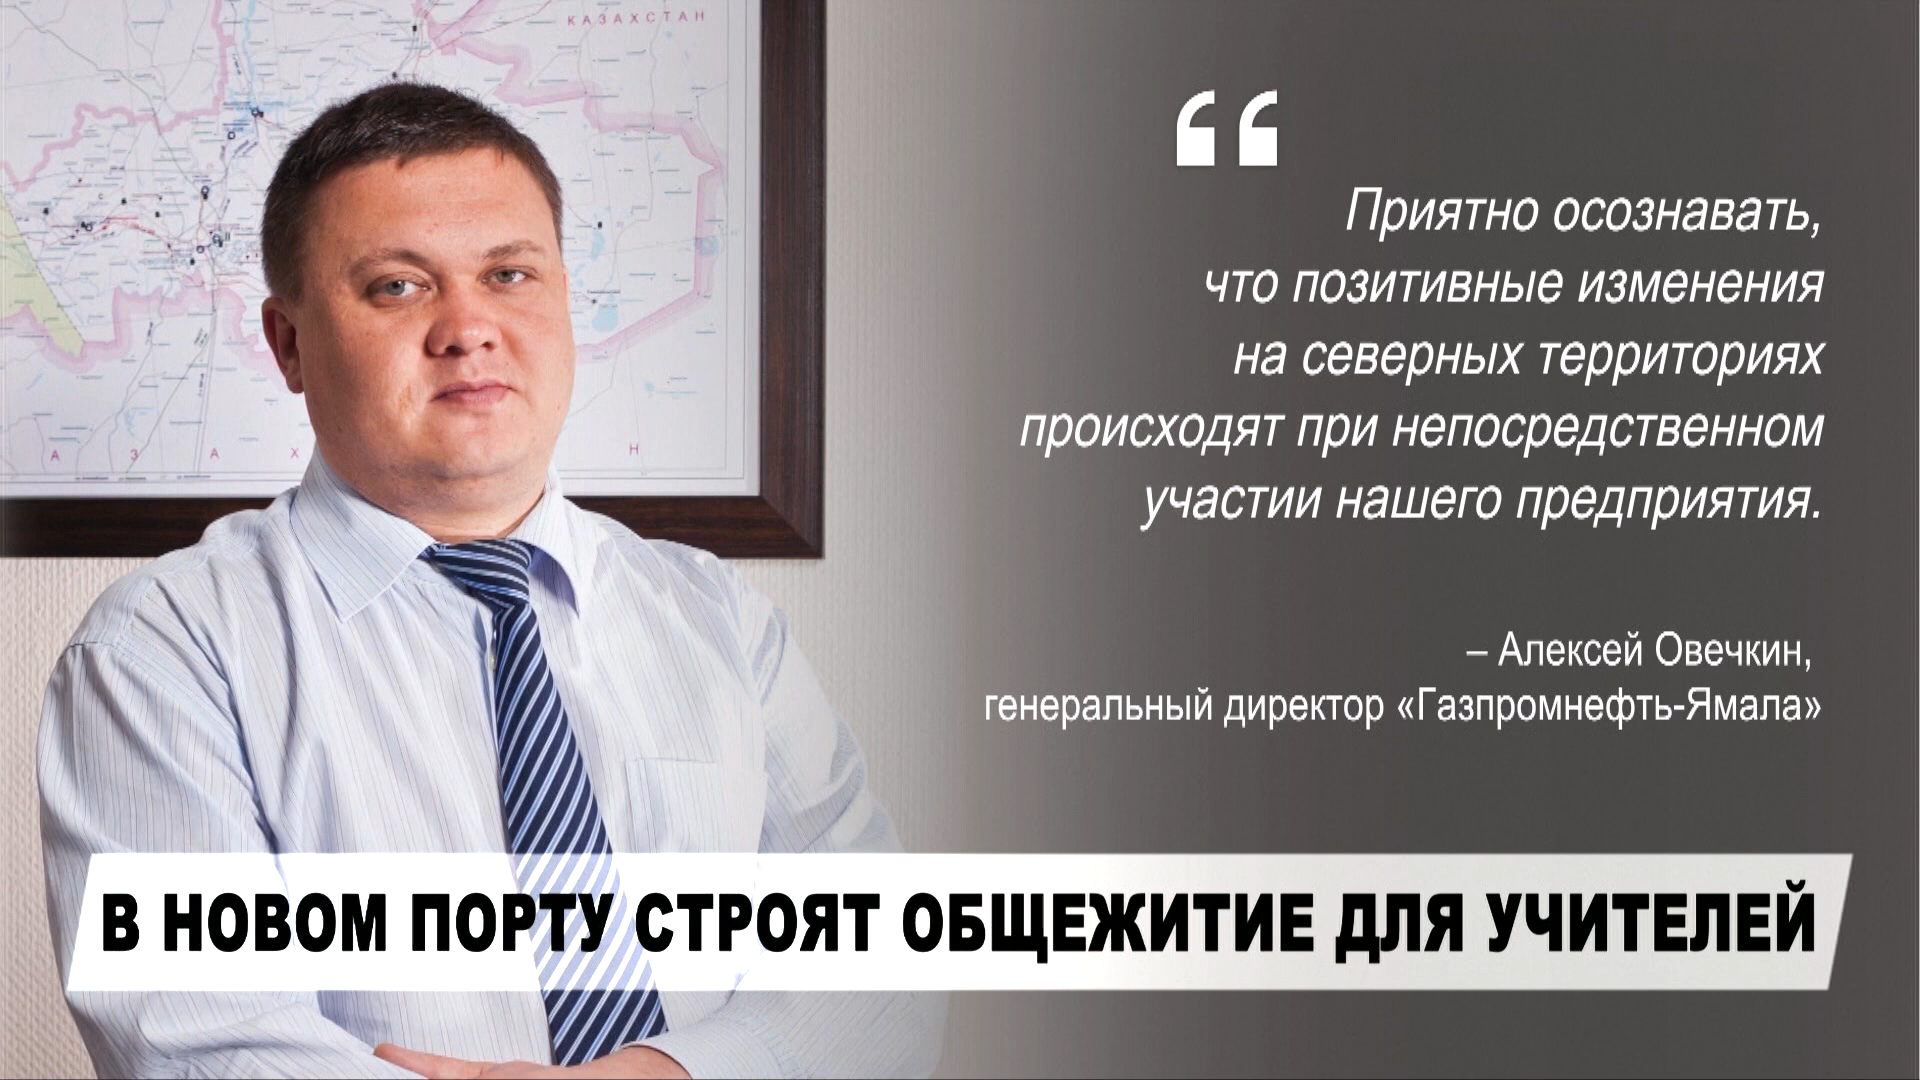 КАЗАХСТАН
А З А Х Н
“
Приятно осознавать,
что позитивные изменения
на северных территориях
происходят при непосредственном
участии нашего предприятия.
– Алексей Овечкин,
генеральный директор «Газпромнефть-Ямала»
В НОВОМ ПОРТУ СТРОЯТ ОБЩЕЖИТИЕ ДЛЯ УЧИТЕЛЕЙ